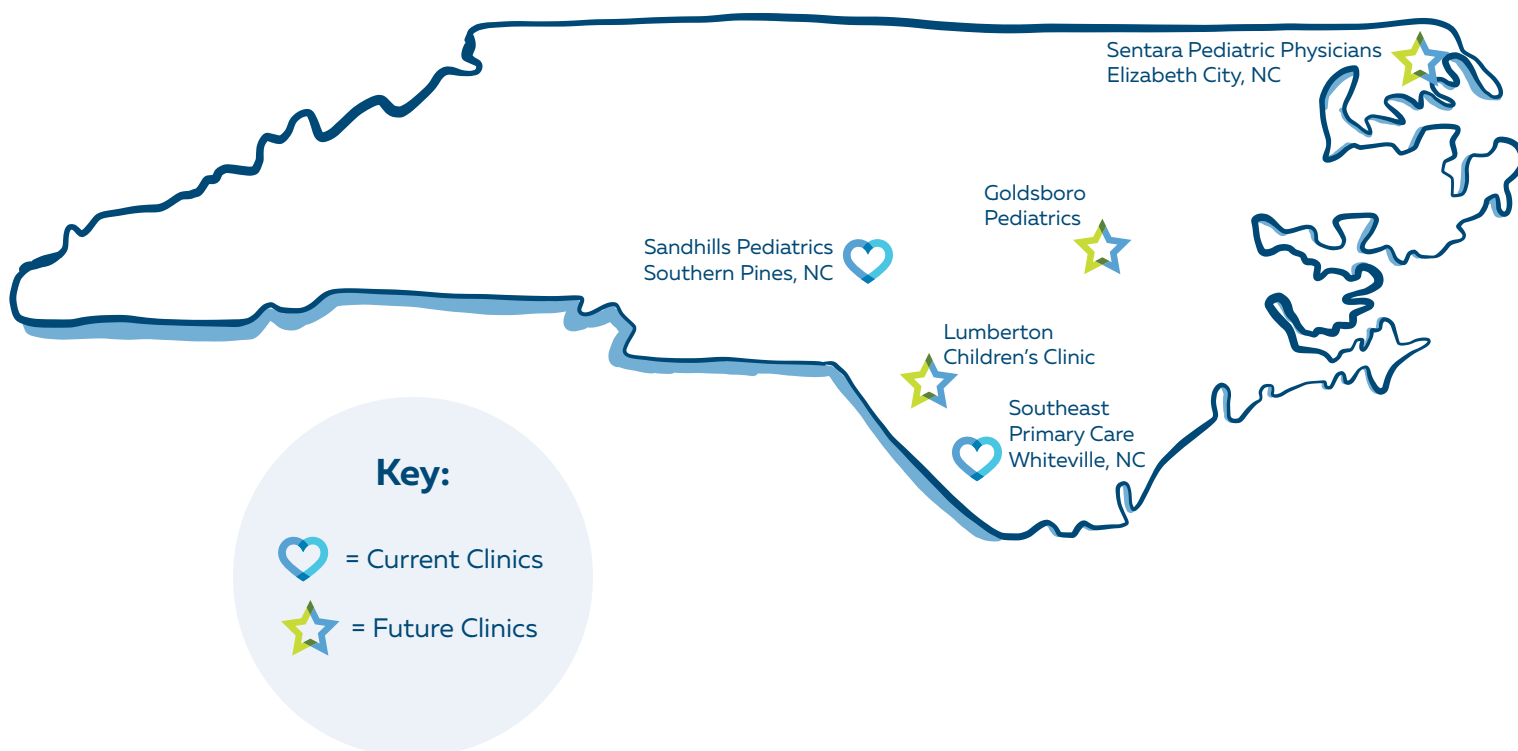 Sentara Pediatric Physicians
Elizabeth City, NC
Goldsboro
Pediatrics
Sandhills Pediatrics
Southern Pines, NC
Lumberton
Children’s Clinic
Southeast
Primary Care
Whiteville, NC
Key:
= Current Clinics
= Future Clinics